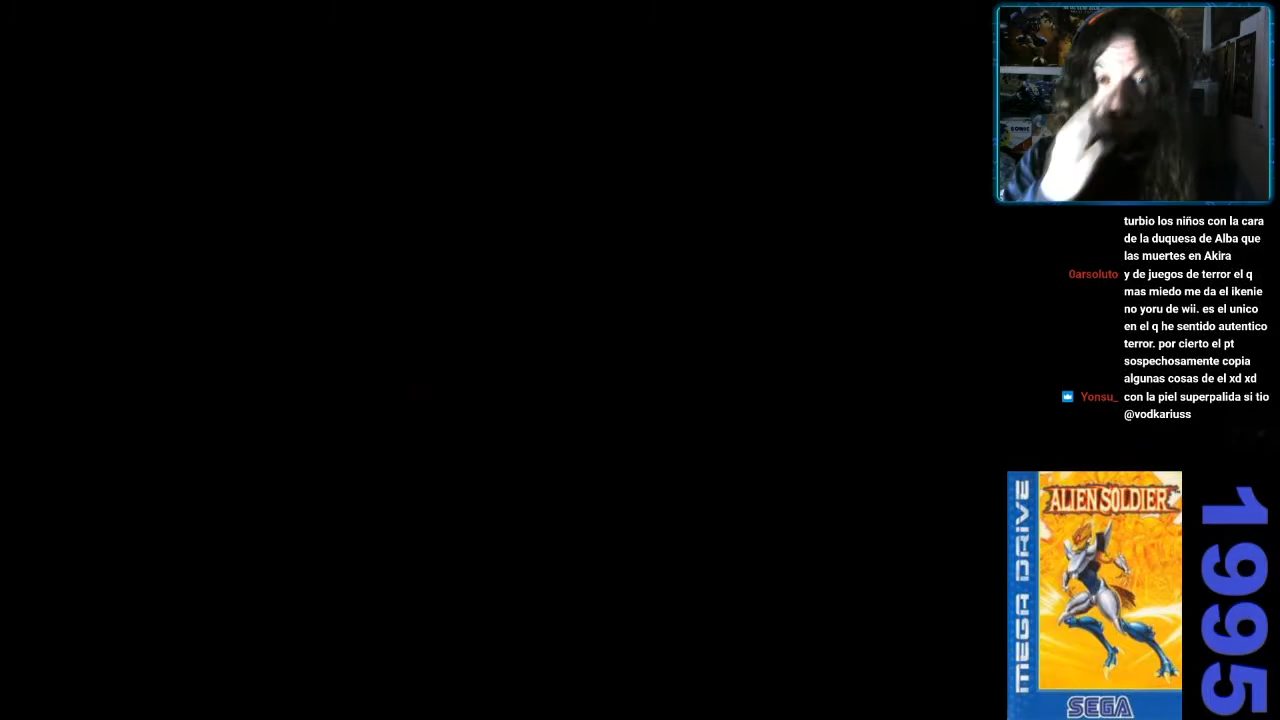 SONIC
turbio los niños con la cara
de la duquesa de Alba que
las muertes en Akira
0arsoluto y de juegos de terror el q
mas miedo me da el ikenie
no yoru de wii. es el unico
en el q he sentido autentico
terror. por cierto el pt
sospechosamente copia
algunas cosas de el xd xd
Yonsu_ con la piel superpalida si tio
@vodkariuss
MEGA DRIVE
ALIEN SOLDIER
SEGA
1995